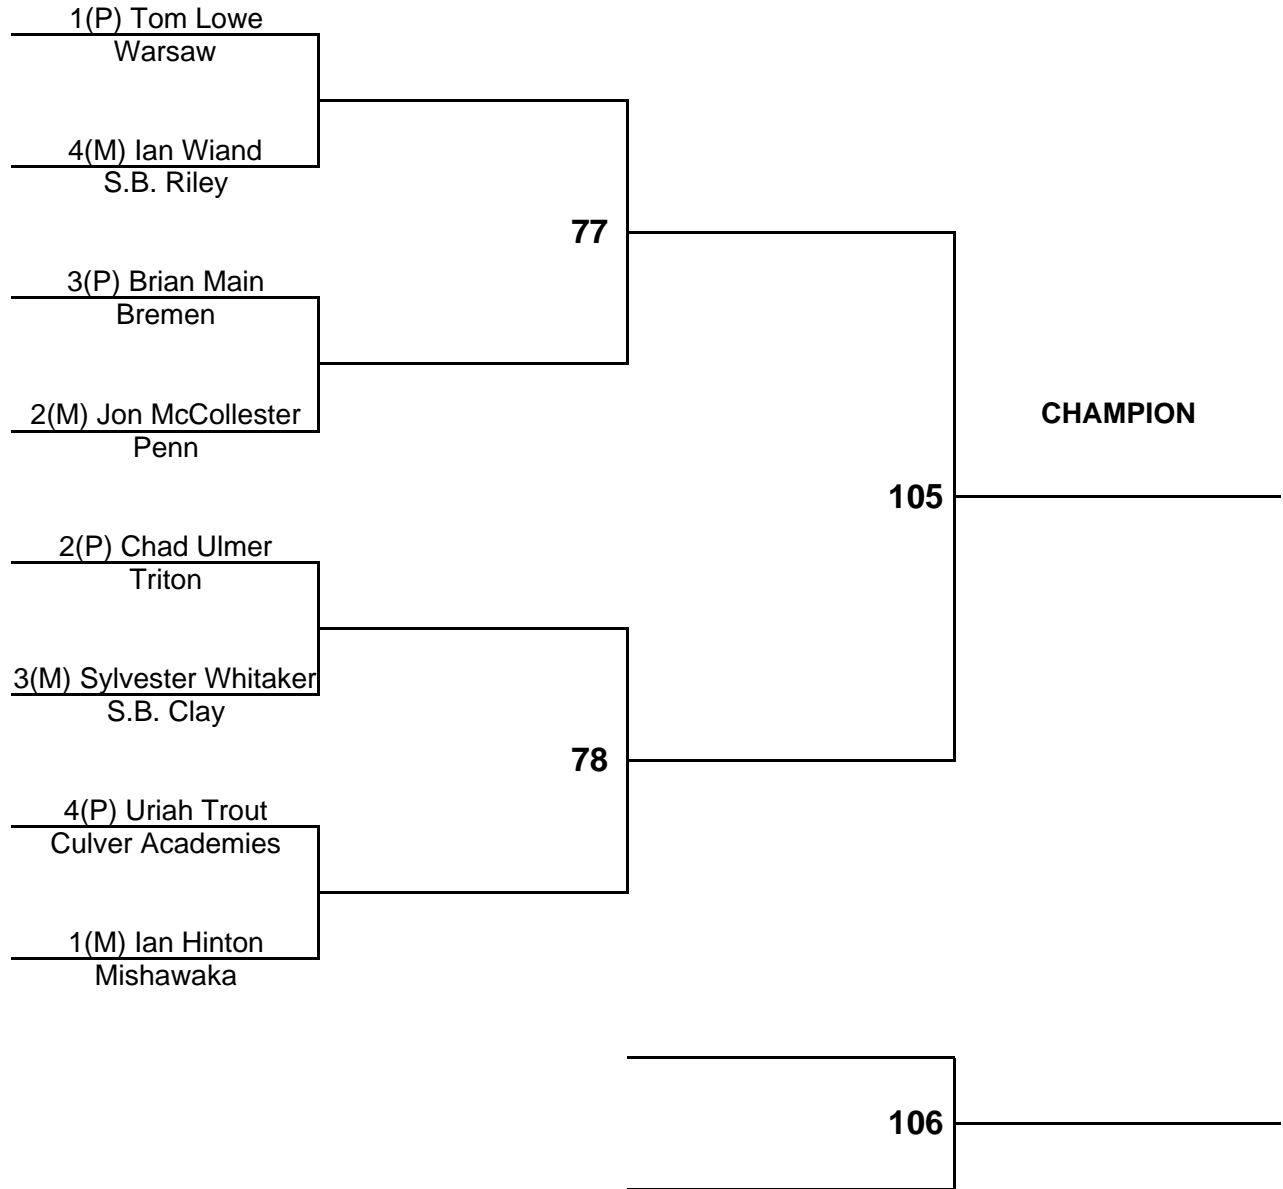 1(P) Tom Lowe
Warsaw
4(M) Ian Wiand
S.B. Riley
77
3(P) Brian Main
Bremen
2(M) Jon McCollester
Penn
CHAMPION
105
2(P) Chad Ulmer
Triton
3(M) Sylvester Whitaker
S.B. Clay
78
4(P) Uriah Trout
Culver Academies
1(M) Ian Hinton
Mishawaka
106